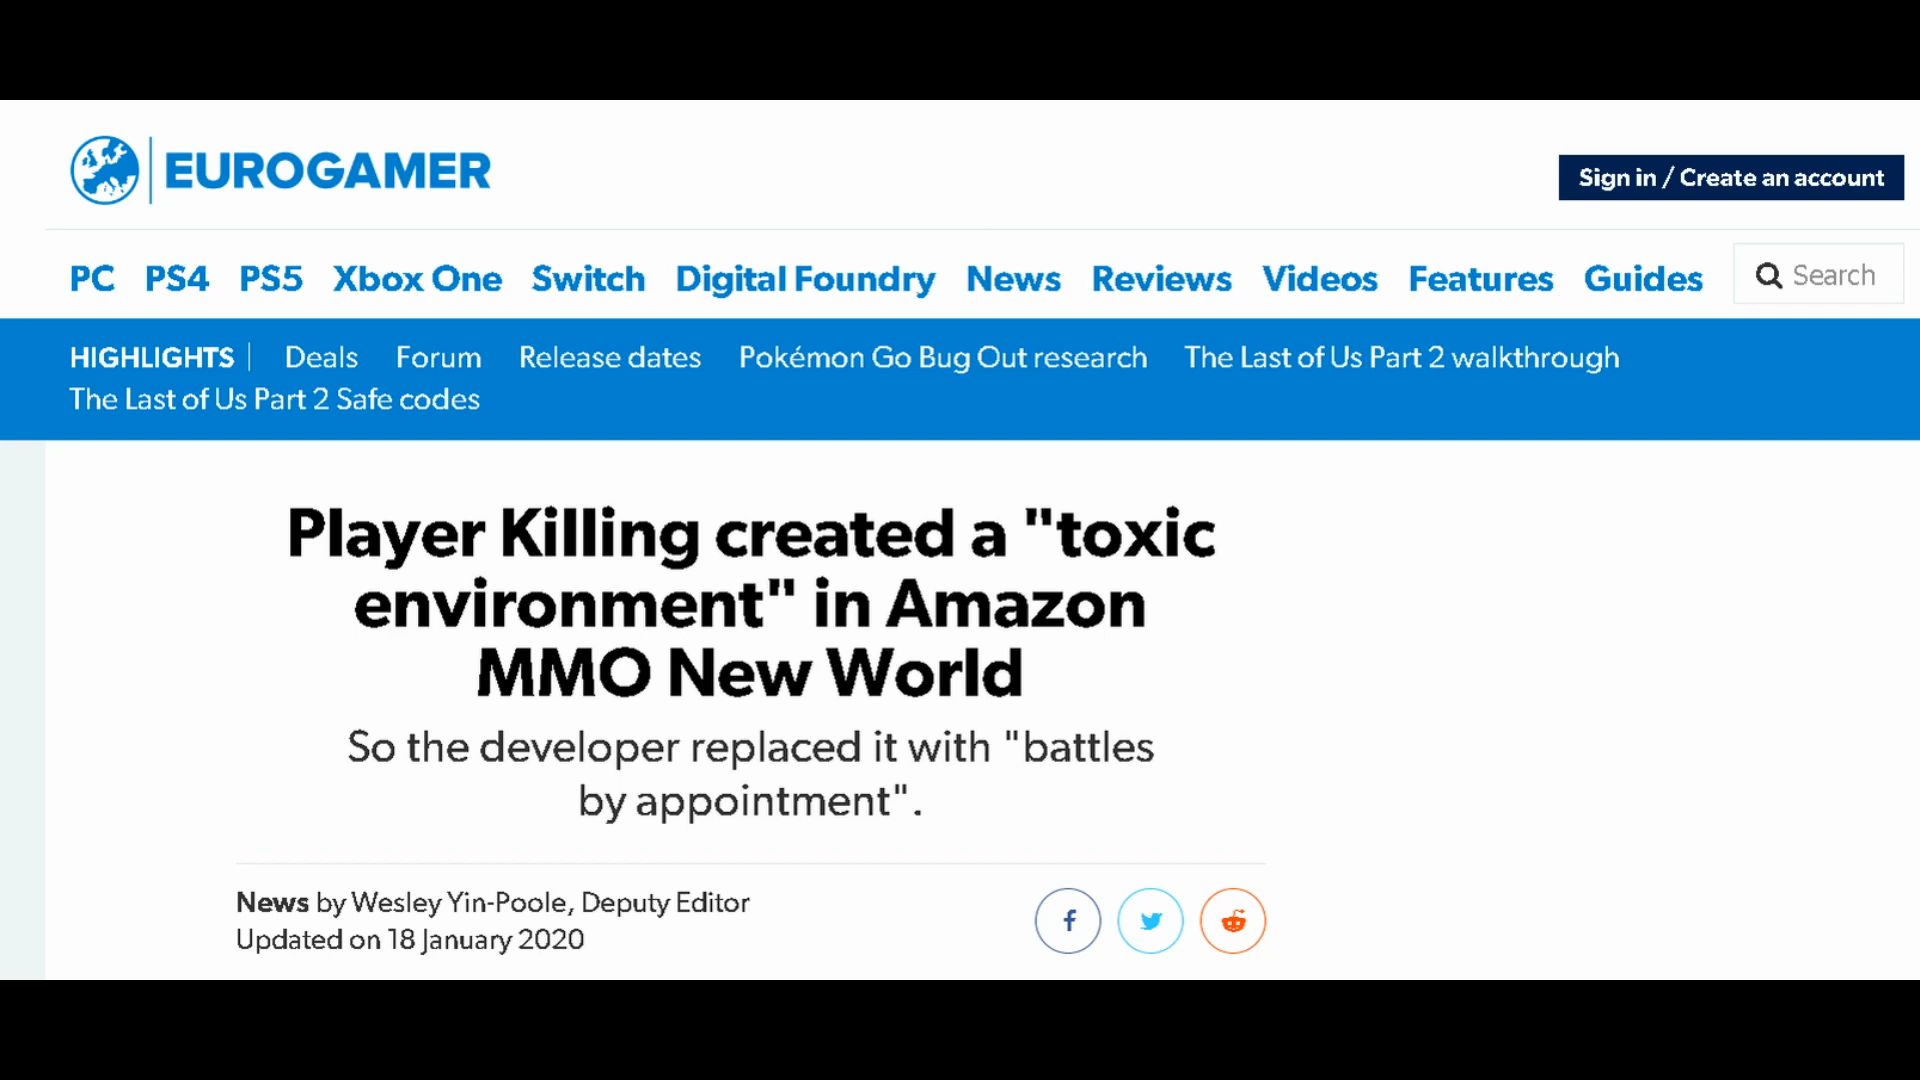 EUROGAMER
Sign in / Create an account
PC PS4 PS5 Xbox One Switch Digital Foundry News Reviews Videos Features Guides Search
HIGHLIGHTS | Deals Forum Release dates Pokémon Go Bug Out research The Last of Us Part 2 walkthrough
The Last of Us Part 2 Safe codes
Player Killing created a "toxic
environment" in Amazon
MMO New World
So the developer replaced it with "battles
by appointment".
News by Wesley Yin-Poole, Deputy Editor
Updated on 18 January 2020